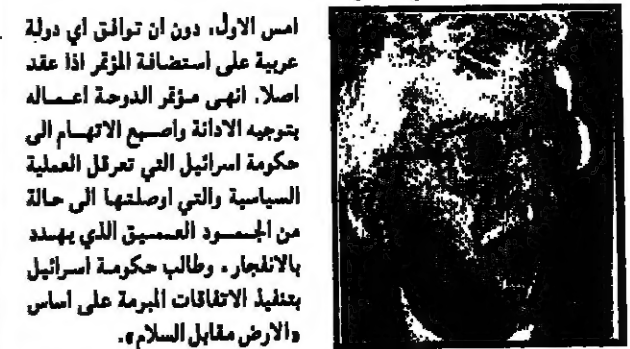 امس الاول، دون ان توافق اي دولة
عربية على استضافة المؤتمر اذا عقد
اصلا. انهى مؤتمر الدوحة اعماله
بتوجيه الادانة واصبع الاتهام الى
حكومة اسرائيل التي تعرقل العملية
السياسية والتي اوصلتها الى حالة
من الجمود العميق الذي يهدد
بالانفجار. وطالب حكومة اسرائيل
بتنفيذ الاتفاقات المبرمة على اساس
«الارض مقابل السلام».